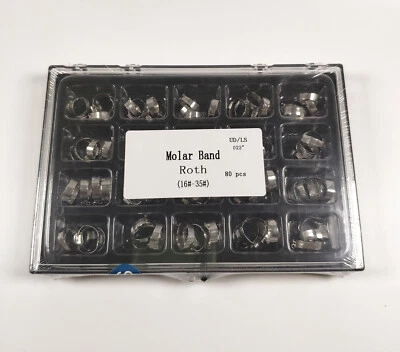 UD/LS
.022"
Molar Band
Roth
80 pcs
(16#-35#)